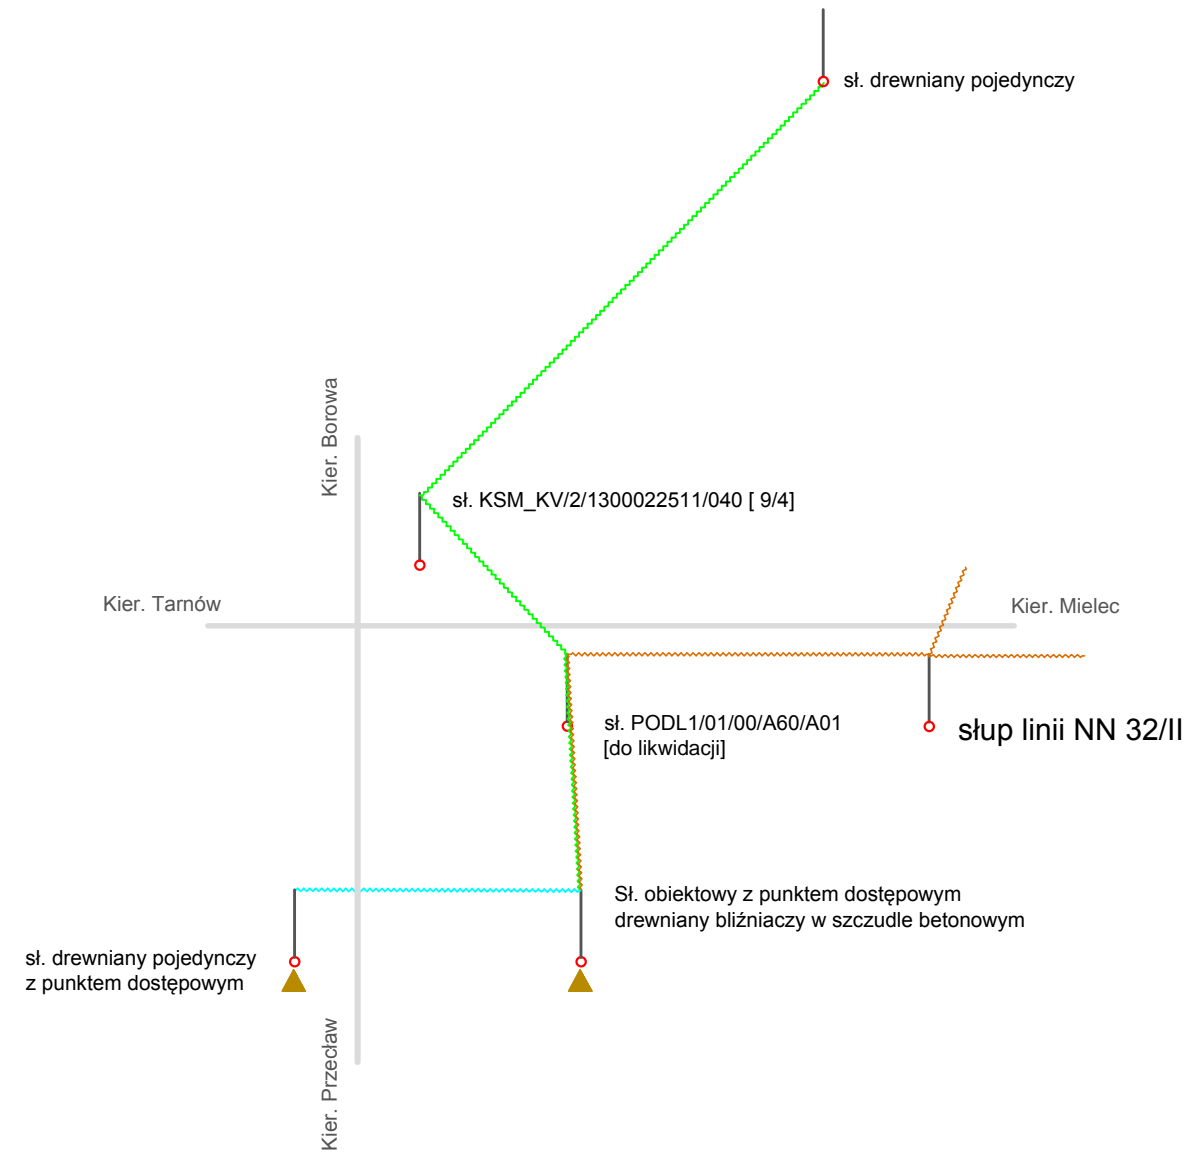 sł. drewniany pojedynczy
Kier. Borowa
sł. KSM_KV/2/1300022511/040 [ 9/4]
Kier. Tarnów
Kier. Mielec
sł. PODL1/01/00/A60/A01
[do likwidacji]
słup linii NN 32/II
Sł. obiektowy z punktem dostępowym
drewniany bliźniaczy w szczudle betonowym
sł. drewniany pojedynczy
z punktem dostępowym
Kier. Przecław